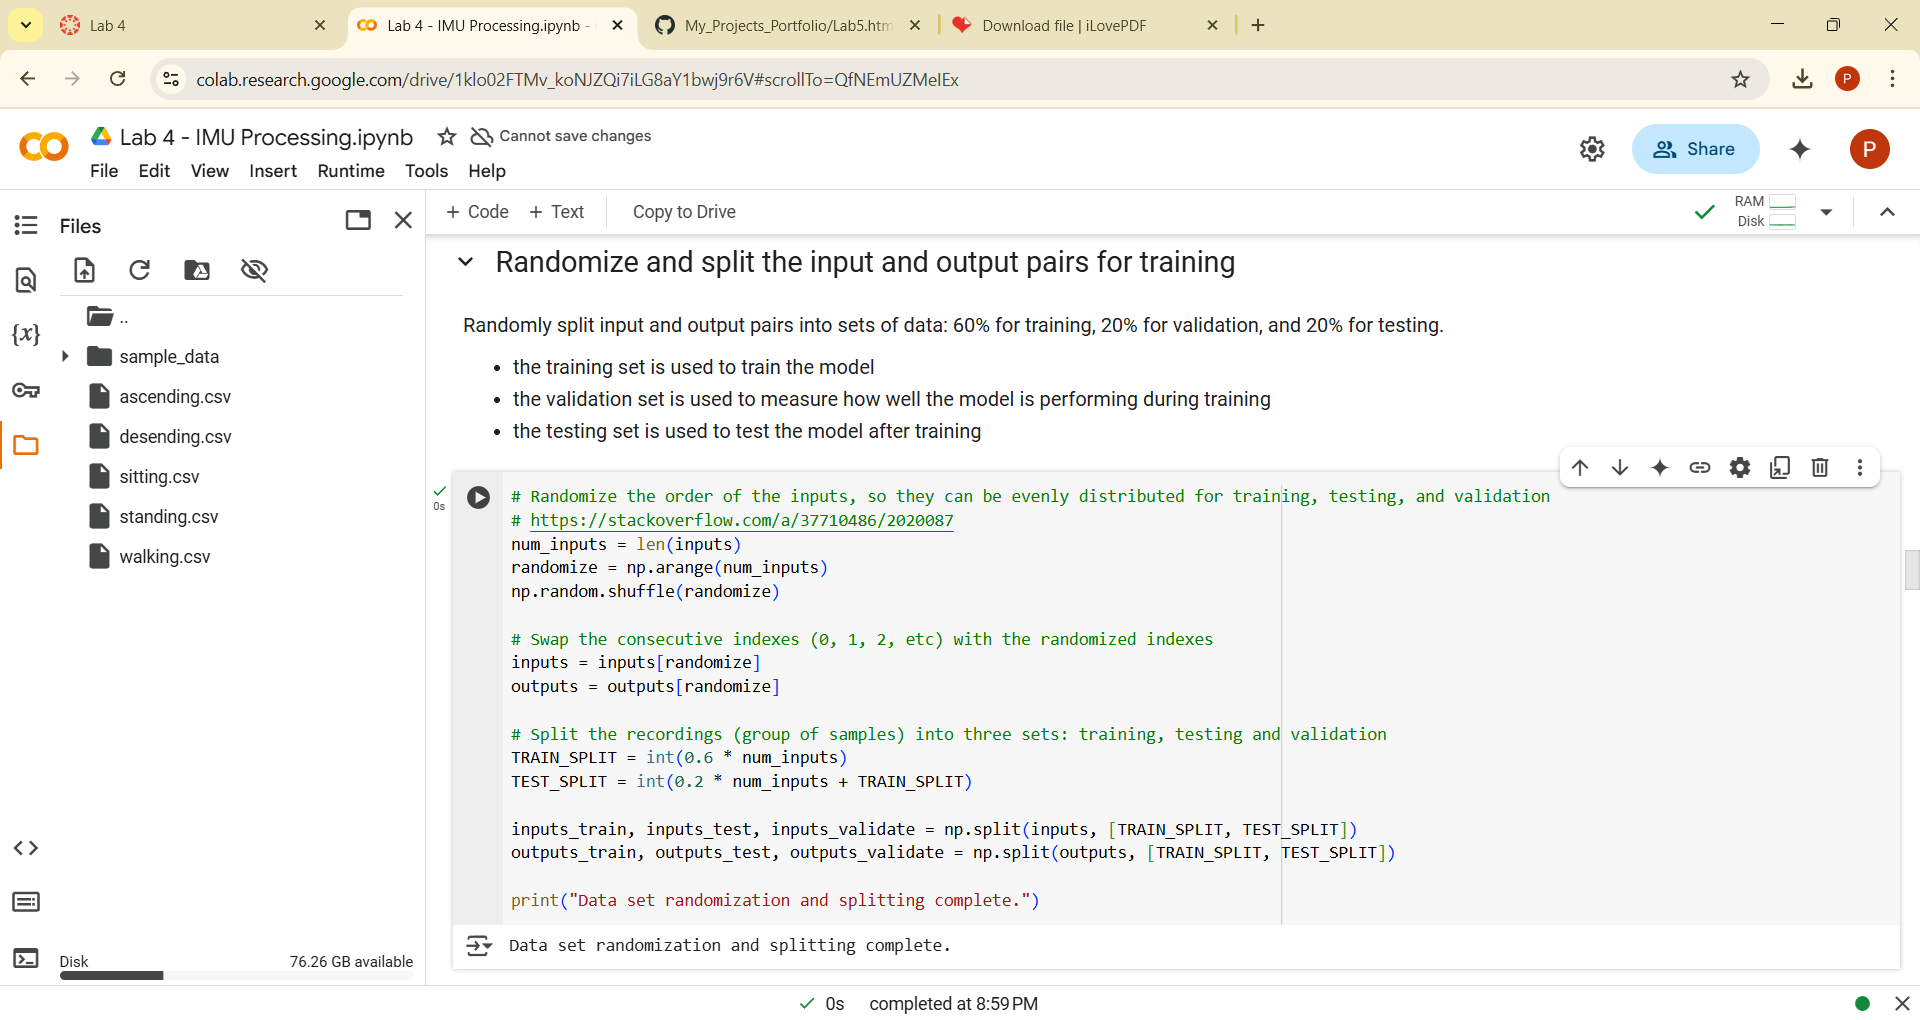 Lab 4
Lab 4 - IMU Processing.ipynb -
My_Projects_Portfolio/Lab5.htm
Download file | iLovePDF
colab.research.google.com/drive/1klo02FTMv_koNJZQi7iLG8aY1bwj9r6V#scrollTo=QfNEmUZMeIEx
P
Lab 4 - IMU Processing.ipynb
Cannot save changes
File Edit View Insert Runtime Tools Help
Share
P
Files
+ Code + Text
Copy to Drive
RAM
Disk
..
sample_data
ascending.csv
desending.csv
sitting.csv
standing.csv
walking.csv
Disk
76.26 GB available
Randomize and split the input and output pairs for training
Randomly split input and output pairs into sets of data: 60% for training, 20% for validation, and 20% for testing.
• the training set is used to train the model
• the validation set is used to measure how well the model is performing during training
• the testing set is used to test the model after training
0s
# Randomize the order of the inputs, so they can be evenly distributed for training, testing, and validation
# https://stackoverflow.com/a/37710486/2020087
num_inputs = len(inputs)
randomize = np.arange(num_inputs)
np.random.shuffle(randomize)
# Swap the consecutive indexes (0, 1, 2, etc) with the randomized indexes
inputs = inputs[randomize]
outputs = outputs[randomize]
# Split the recordings (group of samples) into three sets: training, testing and validation
TRAIN_SPLIT = int(0.6 * num_inputs)
TEST_SPLIT = int(0.2 * num_inputs + TRAIN_SPLIT)
inputs_train, inputs_test, inputs_validate = np.split(inputs, [TRAIN_SPLIT, TEST_SPLIT])
outputs_train, outputs_test, outputs_validate = np.split(outputs, [TRAIN_SPLIT, TEST_SPLIT])
print("Data set randomization and splitting complete.")
Data set randomization and splitting complete.
0s completed at 8:59 PM